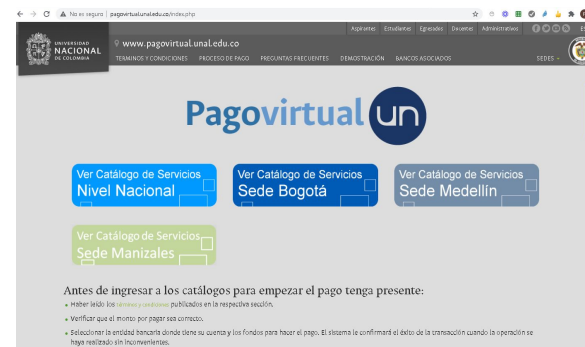 No es seguro | pagovirtual.unal.edu.co/index.php
Aspirantes Estudiantes Egresados Docentes Administrativos Es
UNIVERSIDAD
NACIONAL
DE COLOMBIA
www.pagovirtual.unal.edu.co
TERMINOS Y CONDICIONES PROCESO DE PAGO PREGUNTAS FRECUENTES DEMOSTRACIÓN BANCOS ASOCIADOS SEDES
Pagovirtual un
Ver Catálogo de Servicios
Nivel Nacional
Ver Catálogo de Servicios
Sede Bogotá
Ver Catálogo de Servicios
Sede Medellín
Ver Catálogo de Servicios
Sede Manizales
Antes de ingresar a los catálogos para empezar el pago tenga presente:
Haber leído los términos y condiciones publicados en la respectiva sección.
Verificar que el monto por pagar sea correcto.
Seleccionar la entidad bancaria donde tiene su cuenta y los fondos para hacer el pago. El sistema le confirmará el éxito de la transacción cuando la operación se
haya realizado sin inconvenientes.